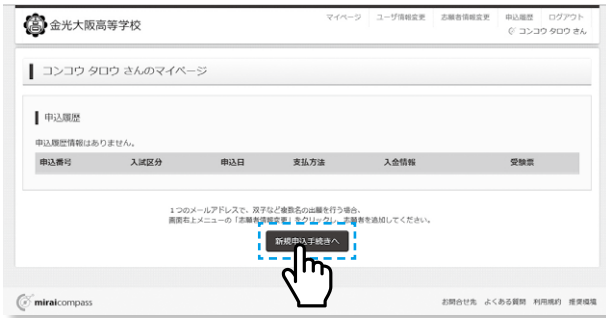 金光大阪高等学校
マイページ ユーザ情報変更 志願者情報変更 申込履歴 ログアウト
コンコウ タロウ さん
コンコウ タロウ さんのマイページ
申込履歴
申込履歴情報はありません。
申込番号 入試区分 申込日 支払方法 入金情報 受験票
1つのメールアドレスで、双子など複数名の出願を行う場合、
画面右上メニューの「志願者情報変更」をクリックし、志願者を追加してください。
新規申込手続きへ
miraicompass
お問合せ先 よくある質問 利用規約 推奨環境